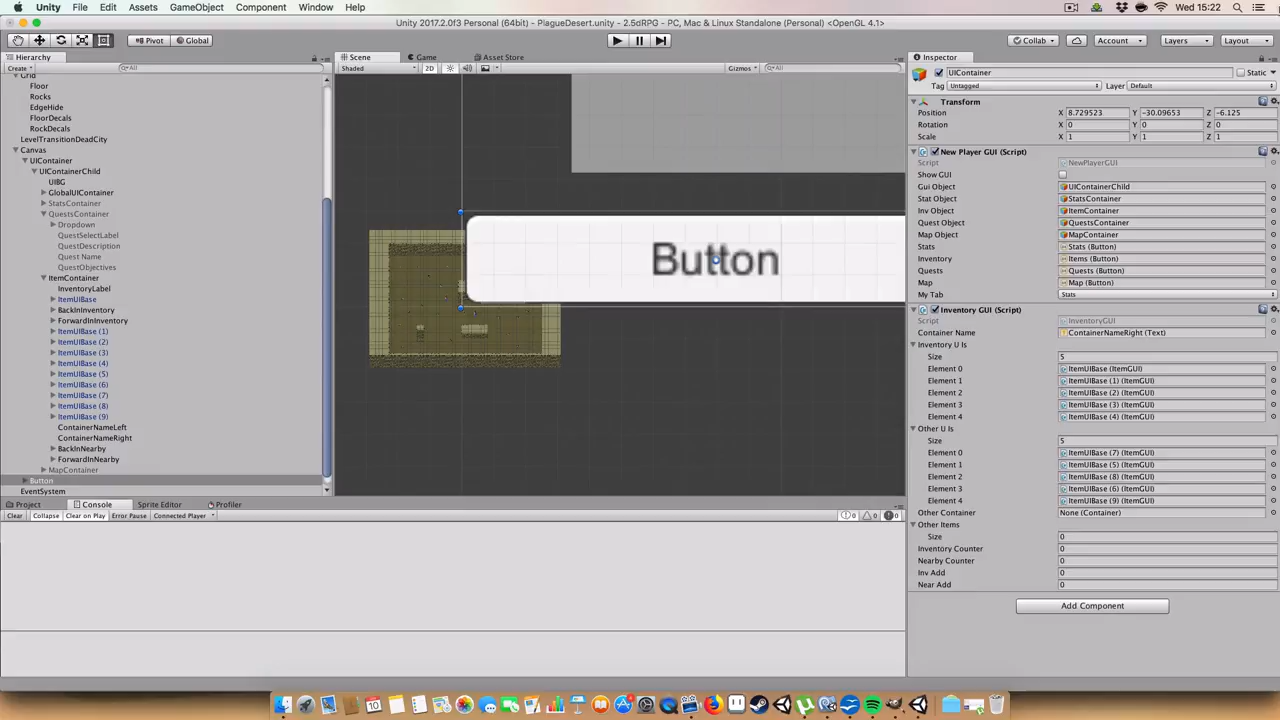 Unity File Edit Assets GameObject Component Window Help Wed 15:22
Unity 2017.2.0f3 Personal (64bit) - PlagueDesert.unity - 2.5dRPG - PC, Mac & Linux Standalone (Personal) <OpenGL 4.1>
Pivot Global Collab Account Layers Layout
Hierarchy Scene Game Asset Store Inspector
Create All Shaded 2D Gizmos All
UIContainer Static
Tag Untagged Layer Default
Transform
Position X 8.729523 Y -30.09653 Z -6.125
Rotation X 0 Y 0 Z 0
Scale X 1 Y 1 Z 1
New Player GUI (Script)
Script NewPlayerGUI
Show GUI
Gui Object UIContainerChild
Stat Object StatsContainer
Inv Object ItemContainer
Quest Object QuestsContainer
Map Object MapContainer
Stats Stats (Button)
Inventory Items (Button)
Quests Quests (Button)
Map Map (Button)
My Tab Stats
Inventory GUI (Script)
Script InventoryGUI
Container Name ContainerNameRight (Text)
Inventory U Is
Size 5
Element 0 ItemUIBase (ItemGUI)
Element 1 ItemUIBase (1) (ItemGUI)
Element 2 ItemUIBase (2) (ItemGUI)
Element 3 ItemUIBase (3) (ItemGUI)
Element 4 ItemUIBase (4) (ItemGUI)
Other U Is
Size 5
Element 0 ItemUIBase (7) (ItemGUI)
Element 1 ItemUIBase (5) (ItemGUI)
Element 2 ItemUIBase (8) (ItemGUI)
Element 3 ItemUIBase (6) (ItemGUI)
Element 4 ItemUIBase (9) (ItemGUI)
Other Container None (Container)
Other Items
Size 0
Inventory Counter 0
Nearby Counter 0
Inv Add 0
Near Add 0
Add Component
Grid
Floor
Rocks
EdgeHide
FloorDecals
RockDecals
LevelTransitionDeadCity
Canvas
UIContainer
UIContainerChild
UIBG
GlobalUIContainer
StatsContainer
QuestsContainer
Dropdown
QuestSelectLabel
QuestDescription
Quest Name
QuestObjectives
ItemContainer
InventoryLabel
ItemUIBase
BackInInventory
ForwardInInventory
ItemUIBase (1)
ItemUIBase (2)
ItemUIBase (3)
ItemUIBase (4)
ItemUIBase (5)
ItemUIBase (6)
ItemUIBase (7)
ItemUIBase (8)
ItemUIBase (9)
ContainerNameLeft
ContainerNameRight
BackInNearby
ForwardInNearby
MapContainer
Button
EventSystem
Button
Project Console Sprite Editor Profiler
Clear Collapse Clear on Play Error Pause Connected Player 0 0 0